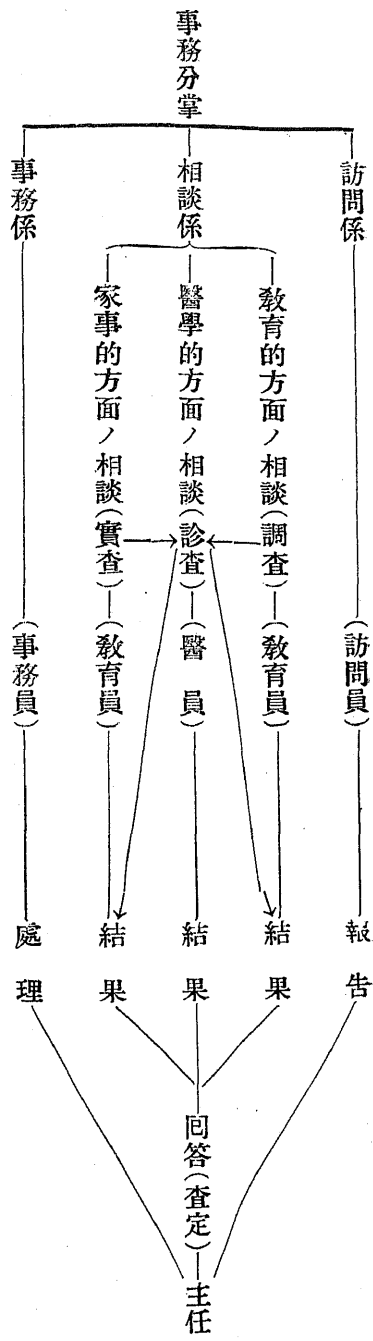 事務分掌
訪問係
(訪問員)
報告
相談係
教育的方面ノ相談(調査)
(教育員)
結果
醫學的方面ノ相談(診査)
(醫員)
結果
家事的方面ノ相談(實査)
(教育員)
結果
事務係
(事務員)
處理
回答(査定)
主任